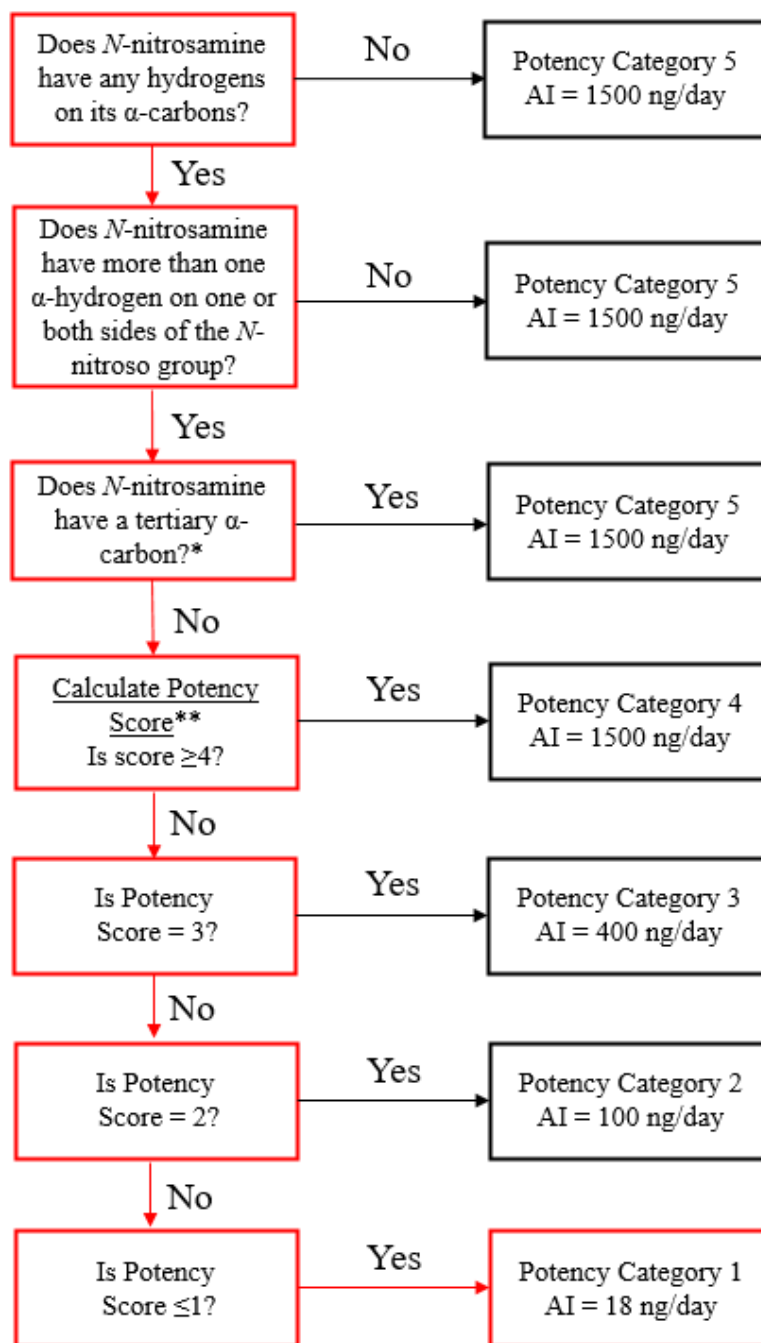 Does N-nitrosamine
have any hydrogens
on its α-carbons?
No
Potency Category 5
AI = 1500 ng/day
Yes
Does N-nitrosamine
have more than one
α-hydrogen on one or
both sides of the N-
nitroso group?
No
Potency Category 5
AI = 1500 ng/day
Yes
Does N-nitrosamine
have a tertiary α-
carbon?*
Yes
Potency Category 5
AI = 1500 ng/day
No
Calculate Potency
Score**
Is score ≥4?
Yes
Potency Category 4
AI = 1500 ng/day
No
Is Potency
Score = 3?
Yes
Potency Category 3
AI = 400 ng/day
No
Is Potency
Score = 2?
Yes
Potency Category 2
AI = 100 ng/day
No
Is Potency
Score ≤1?
Yes
Potency Category 1
AI = 18 ng/day